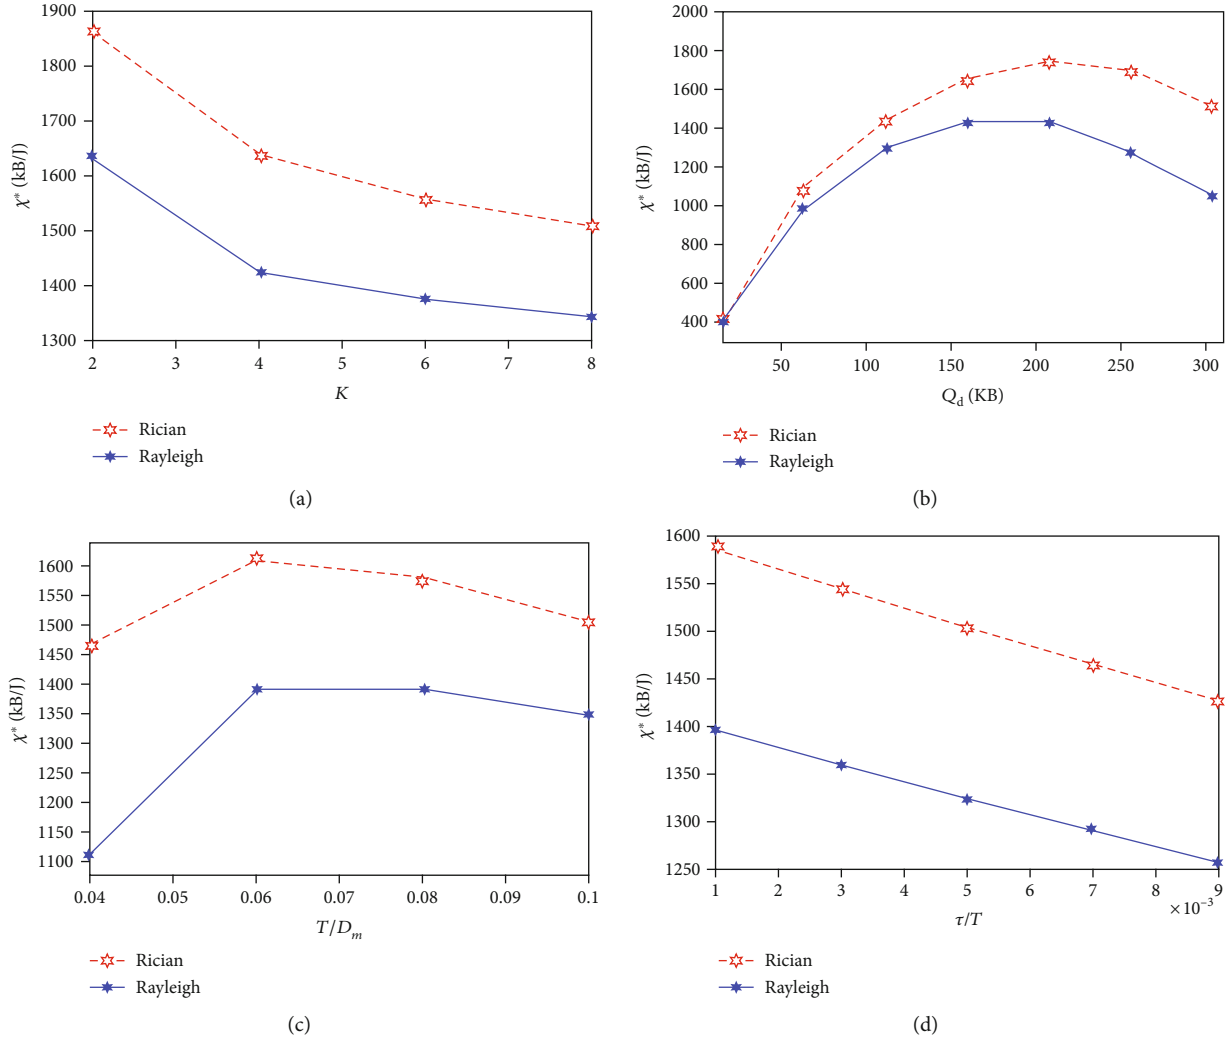 1900
1800
1700
1600
1500
1400
1300
χ* (kB/J)
2 3 4 5 6 7 8
K
Rician
Rayleigh
(a)
2000
1800
1600
1400
1200
1000
800
600
400
χ* (kB/J)
50 100 150 200 250 300
Q_d (KB)
Rician
Rayleigh
(b)
1600
1550
1500
1450
1400
1350
1300
1250
1200
1150
1100
χ* (kB/J)
0.04 0.05 0.06 0.07 0.08 0.09 0.1
T/D_m
Rician
Rayleigh
(c)
1600
1550
1500
1450
1400
1350
1300
1250
χ* (kB/J)
1 2 3 4 5 6 7 8 9
×10⁻³
τ/T
Rician
Rayleigh
(d)